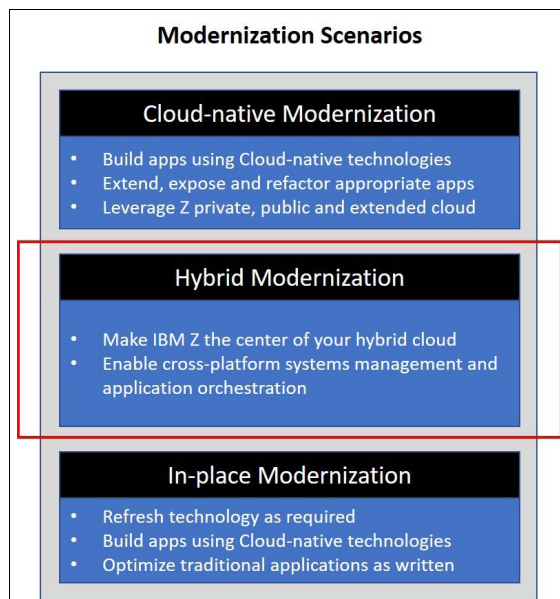 Modernization Scenarios
Cloud-native Modernization
• Build apps using Cloud-native technologies
• Extend, expose and refactor appropriate apps
• Leverage Z private, public and extended cloud
Hybrid Modernization
• Make IBM Z the center of your hybrid cloud
• Enable cross-platform systems management and
application orchestration
In-place Modernization
• Refresh technology as required
• Build apps using Cloud-native technologies
• Optimize traditional applications as written